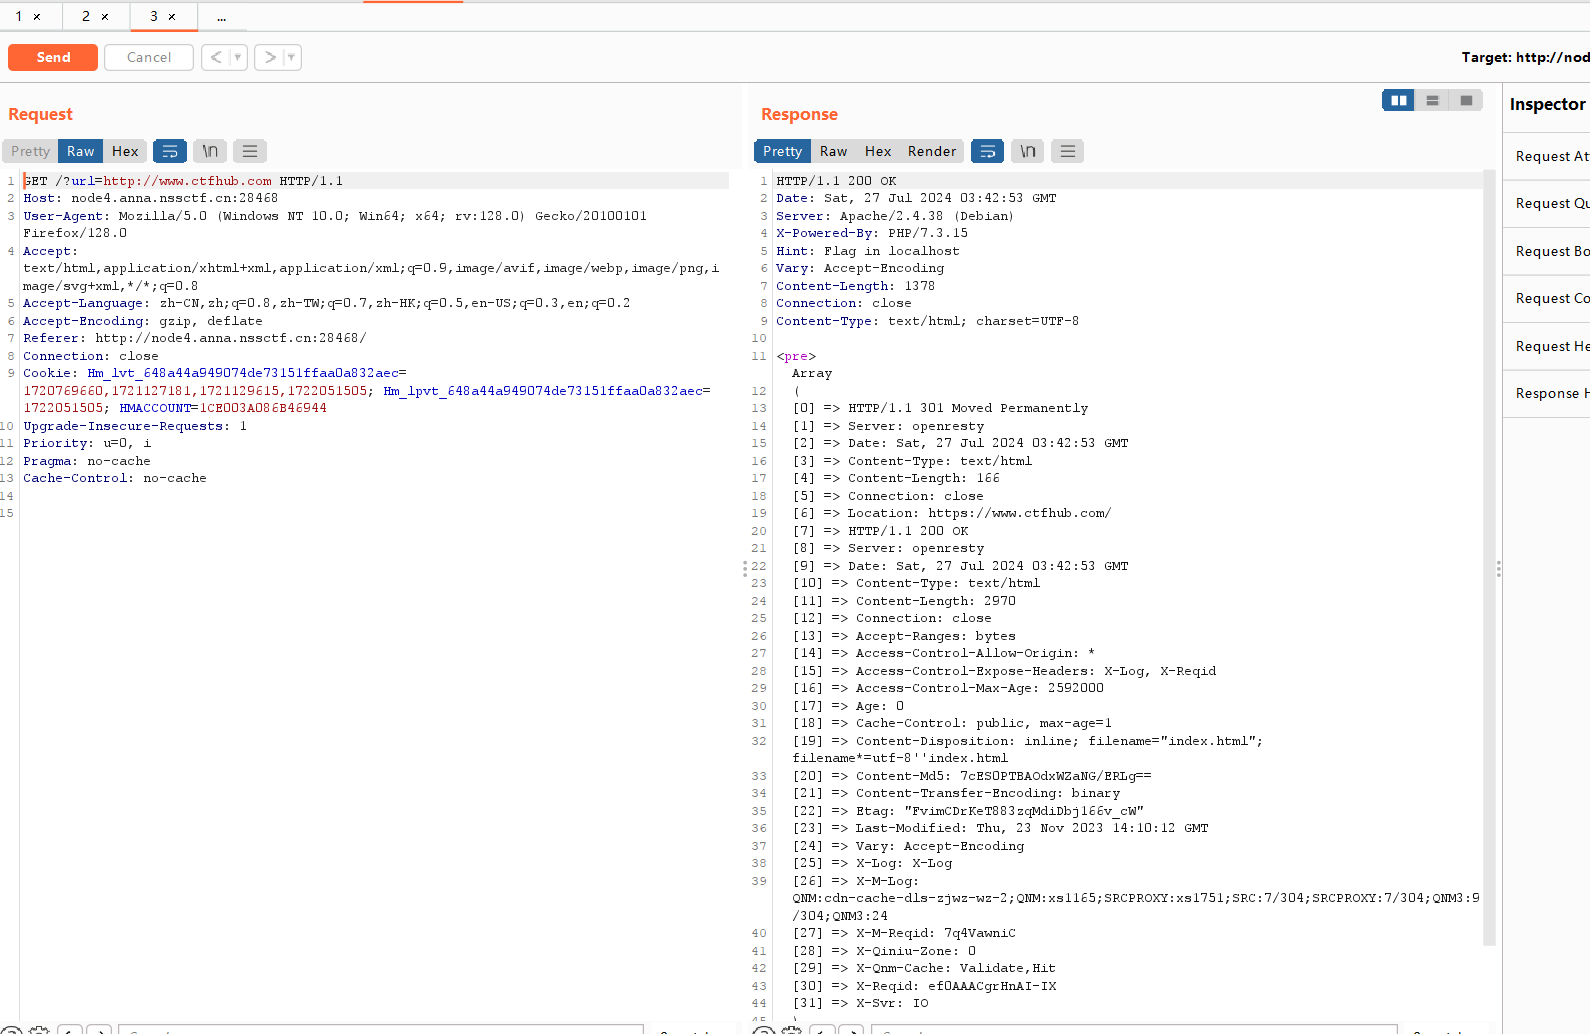 1 × 2 × 3 × ...
Send Cancel < >
Target: http://nod
Request
Pretty Raw Hex \n
1 GET /?url=http://www.ctfhub.com HTTP/1.1
2 Host: node4.anna.nssctf.cn:28468
3 User-Agent: Mozilla/5.0 (Windows NT 10.0; Win64; x64; rv:128.0) Gecko/20100101
Firefox/128.0
4 Accept:
text/html,application/xhtml+xml,application/xml;q=0.9,image/avif,image/webp,image/png,i
mage/svg+xml,*/*;q=0.8
5 Accept-Language: zh-CN,zh;q=0.8,zh-TW;q=0.7,zh-HK;q=0.5,en-US;q=0.3,en;q=0.2
6 Accept-Encoding: gzip, deflate
7 Referer: http://node4.anna.nssctf.cn:28468/
8 Connection: close
9 Cookie: Hm_lvt_648a44a949074de73151ffaa0a832aec=
1720769660,1721127181,1721129615,1722051505; Hm_lpvt_648a44a949074de73151ffaa0a832aec=
1722051505; HMACCOUNT=1CE003A086B46944
10 Upgrade-Insecure-Requests: 1
11 Priority: u=0, i
12 Pragma: no-cache
13 Cache-Control: no-cache
14
15
Response
Pretty Raw Hex Render \n
1 HTTP/1.1 200 OK
2 Date: Sat, 27 Jul 2024 03:42:53 GMT
3 Server: Apache/2.4.38 (Debian)
4 X-Powered-By: PHP/7.3.15
5 Hint: Flag in localhost
6 Vary: Accept-Encoding
7 Content-Length: 1378
8 Connection: close
9 Content-Type: text/html; charset=UTF-8
10
11 <pre>
Array
12 (
13 [0] => HTTP/1.1 301 Moved Permanently
14 [1] => Server: openresty
15 [2] => Date: Sat, 27 Jul 2024 03:42:53 GMT
16 [3] => Content-Type: text/html
17 [4] => Content-Length: 166
18 [5] => Connection: close
19 [6] => Location: https://www.ctfhub.com/
20 [7] => HTTP/1.1 200 OK
21 [8] => Server: openresty
22 [9] => Date: Sat, 27 Jul 2024 03:42:53 GMT
23 [10] => Content-Type: text/html
24 [11] => Content-Length: 2970
25 [12] => Connection: close
26 [13] => Accept-Ranges: bytes
27 [14] => Access-Control-Allow-Origin: *
28 [15] => Access-Control-Expose-Headers: X-Log, X-Reqid
29 [16] => Access-Control-Max-Age: 2592000
30 [17] => Age: 0
31 [18] => Cache-Control: public, max-age=1
32 [19] => Content-Disposition: inline; filename="index.html";
filename*=utf-8''index.html
33 [20] => Content-Md5: 7cES0PTBAOdxWZaNG/ERLg==
34 [21] => Content-Transfer-Encoding: binary
35 [22] => Etag: "FvimCDrKeT883zqMdiDbj166v_cW"
36 [23] => Last-Modified: Thu, 23 Nov 2023 14:10:12 GMT
37 [24] => Vary: Accept-Encoding
38 [25] => X-Log: X-Log
39 [26] => X-M-Log:
QNM:cdn-cache-dls-zjwz-wz-2;QNM:xs1165;SRCPROXY:xs1751;SRC:7/304;SRCPROXY:7/304;QNM3:9
/304;QNM3:24
40 [27] => X-M-Reqid: 7q4VawniC
41 [28] => X-Qiniu-Zone: 0
42 [29] => X-Qnm-Cache: Validate,Hit
43 [30] => X-Reqid: ef0AAACgrHnAI-IX
44 [31] => X-Svr: IO
Inspector
Request At
Request Qu
Request Bo
Request Co
Request He
Response H